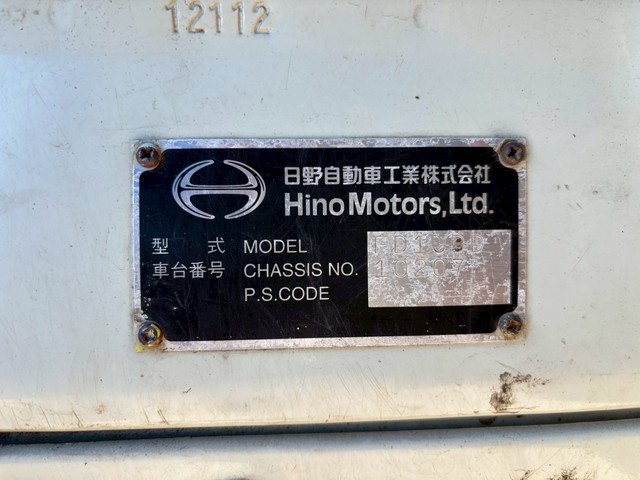 12112
日野自動車工業株式会社
Hino Motors, Ltd.
型 式 MODEL
車台番号 CHASSIS NO.
P.S.CODE